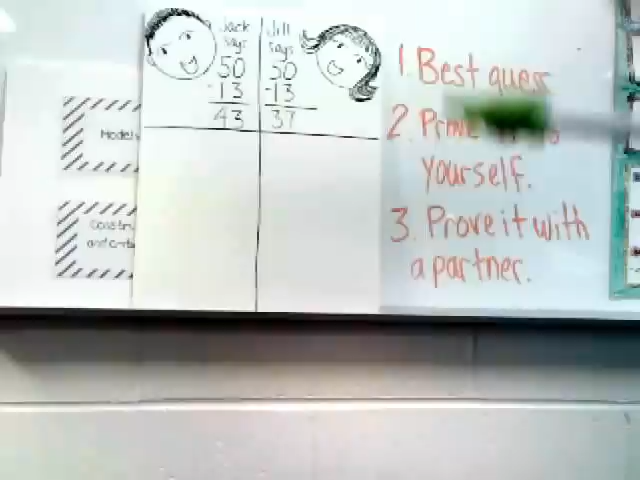 Jack
says
50
-13
43
Jill
says
50
-13
37
1. Best guess
2. Prove
yourself.
3. Prove it with
a partner.